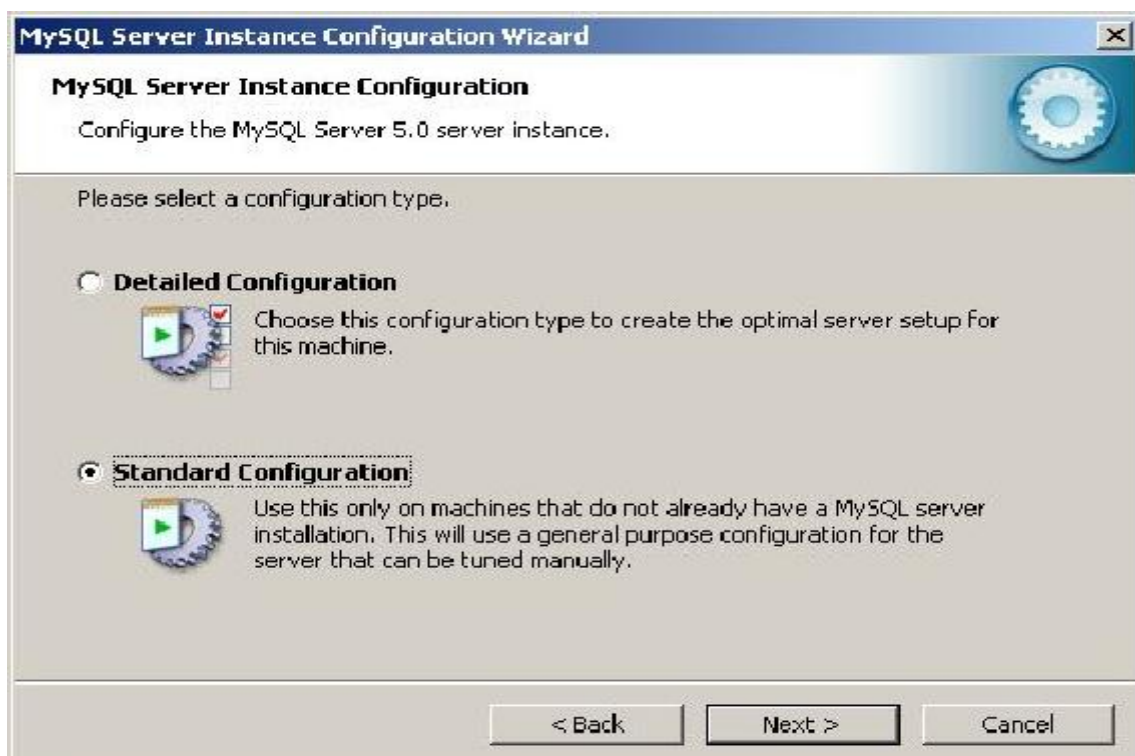 MySQL Server Instance Configuration Wizard
MySQL Server Instance Configuration
Configure the MySQL Server 5.0 server instance.
Please select a configuration type.
Detailed Configuration
Choose this configuration type to create the optimal server setup for
this machine.
Standard Configuration
Use this only on machines that do not already have a MySQL server
installation. This will use a general purpose configuration for the
server that can be tuned manually.
< Back
Next >
Cancel